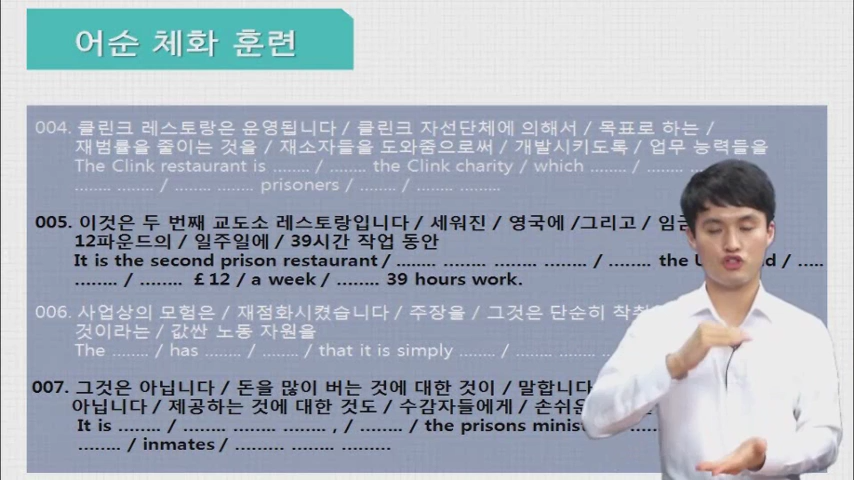 어순 체화 훈련
004. 클린크 레스토랑은 운영됩니다 / 클린크 자선단체에 의해서 / 목표로 하는 /
재범률을 줄이는 것을 / 재소자들을 도와줌으로써 / 개발시키도록 / 업무 능력들을
The Clink restaurant is ........ / ........ the Clink charity / which ........ / ........ ...
........ ........ / ....... ........ prisoners / ........ / ........ ........
005. 이것은 두 번째 교도소 레스토랑입니다 / 세워진 / 영국에 /그리고 / 임금
12파운드의 / 일주일에 / 39시간 작업 동안
It is the second prison restaurant / ........ ........ ........ ........ / ........ the U d / .....
........ / ........ £12 / a week / ........ 39 hours work.
006. 사업상의 모험은 / 재점화시켰습니다 / 주장을 / 그것은 단순히
것이라는 / 값싼 노동 자원을
The ........ / has ........ / ........ / that it is simply ........ / ........ ........ ...
007. 그것은 아닙니다 / 돈을 많이 버는 것에 대한 것이 / 말합니다
아닙니다 / 제공하는 것에 대한 것도 / 수감자들에게 / 손쉬운
It is ........ / ........ ........ ........ , / ........ / the prisons minis
........ / inmates / ......... ........ .........